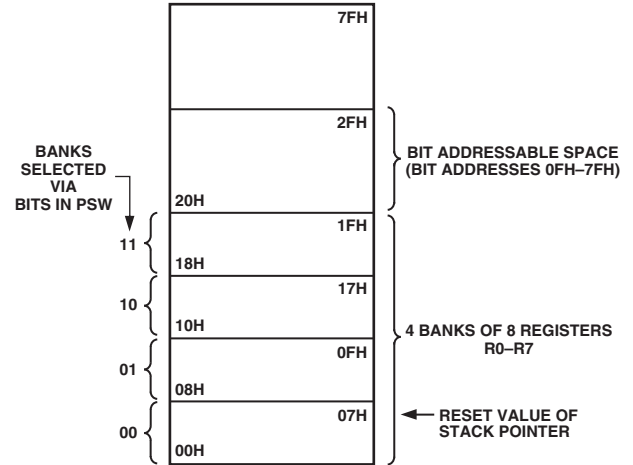 7FH
2FH
BANKS
SELECTED
VIA
BITS IN PSW
BIT ADDRESSABLE SPACE
(BIT ADDRESSES 0FH–7FH)
20H
11
1FH
18H
10
17H
10H
4 BANKS OF 8 REGISTERS
R0–R7
01
0FH
08H
00
07H
00H
RESET VALUE OF
STACK POINTER